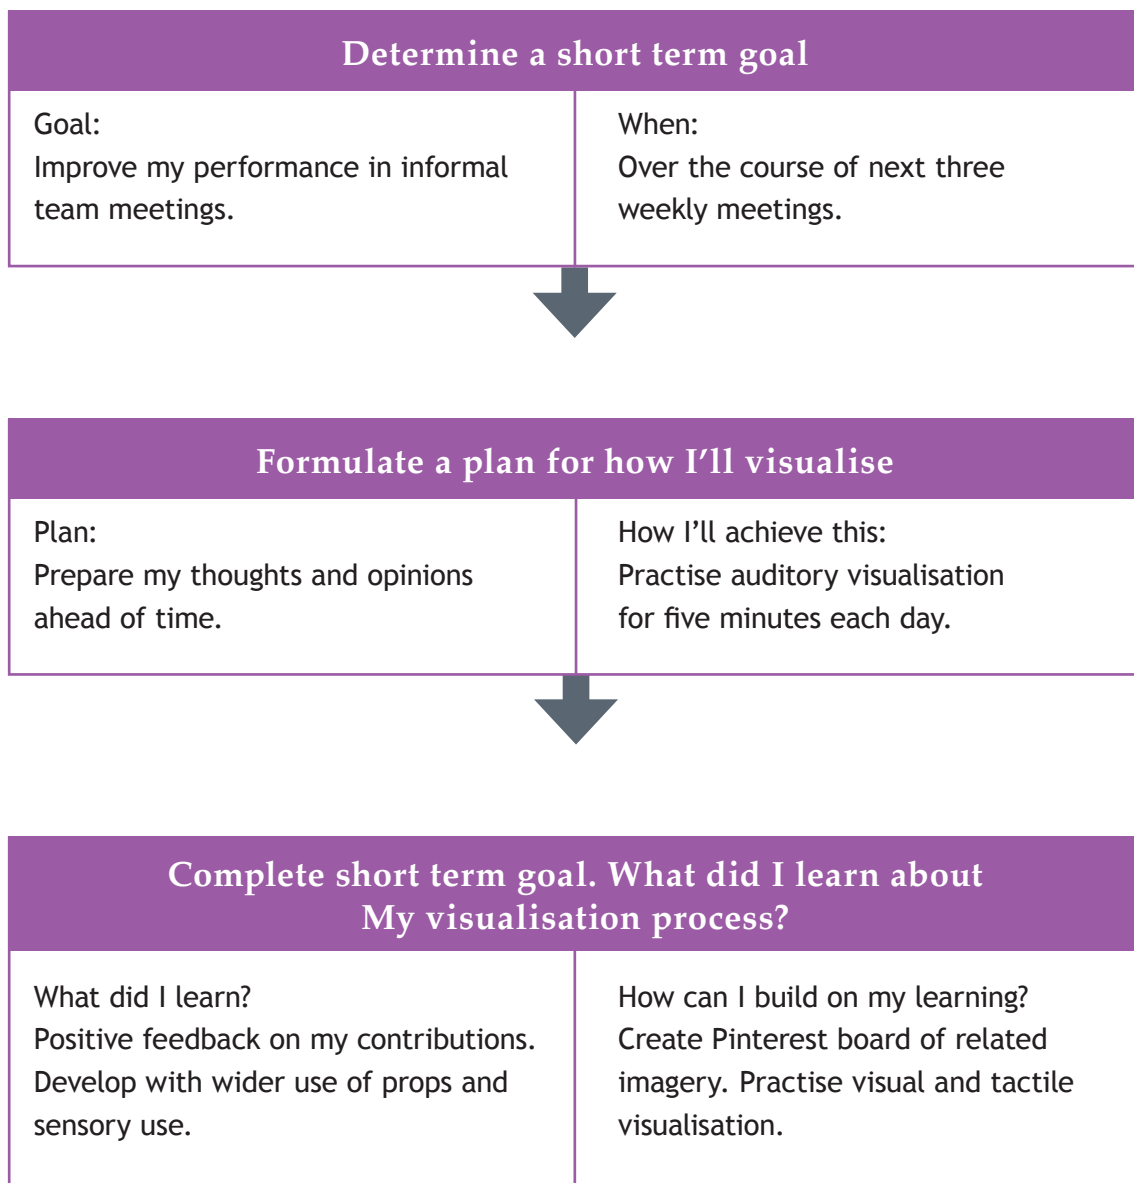 Determine a short term goal
Goal:
Improve my performance in informal
team meetings.
When:
Over the course of next three
weekly meetings.
Formulate a plan for how I’ll visualise
Plan:
Prepare my thoughts and opinions
ahead of time.
How I’ll achieve this:
Practise auditory visualisation
for five minutes each day.
Complete short term goal. What did I learn about
My visualisation process?
What did I learn?
Positive feedback on my contributions.
Develop with wider use of props and
sensory use.
How can I build on my learning?
Create Pinterest board of related
imagery. Practise visual and tactile
visualisation.